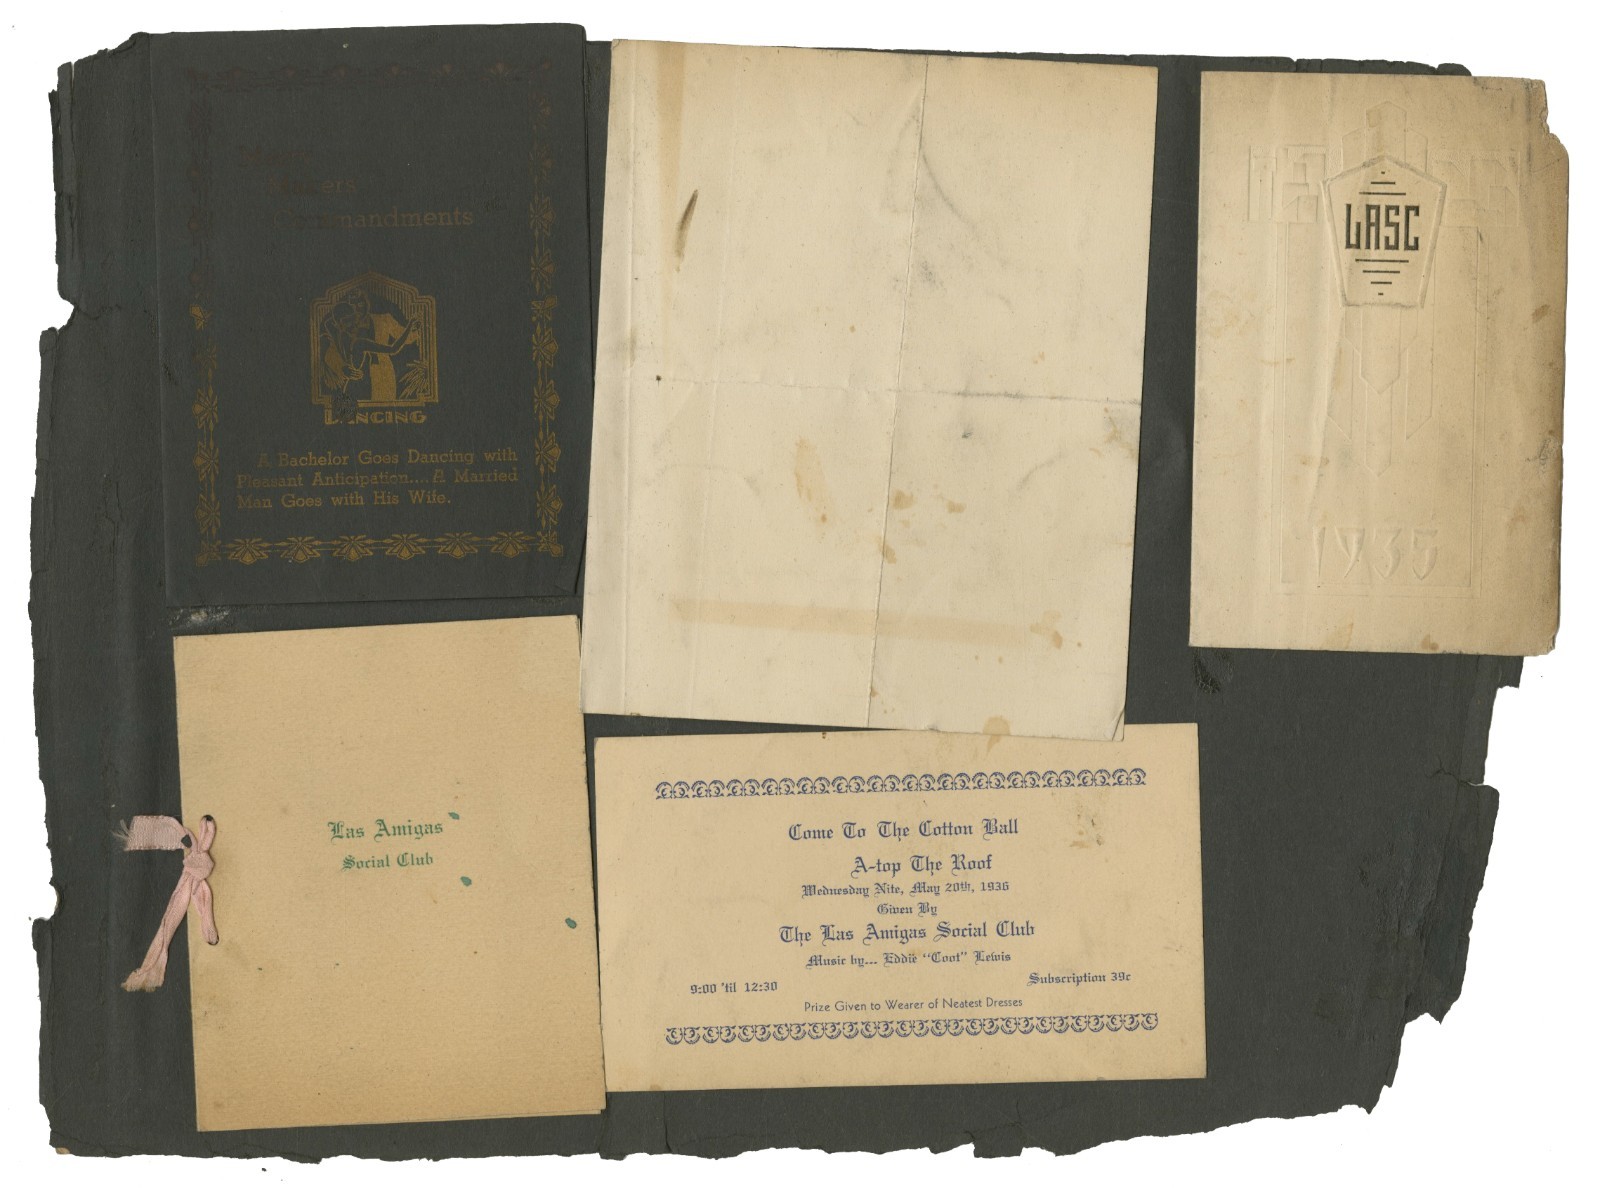 Commandments
DANCING
A Bachelor Goes Dancing with
Pleasant Anticipation.... A Married
Man Goes with His Wife.
LASC
1935
Las Amigas
Social Club
Come To The Cotton Ball
A-top The Roof
Wednesday Nite, May 20th, 1936
Given By
The Las Amigas Social Club
Music by... Eddie "Coot" Lewis
9:00 'til 12:30
Subscription 39c
Prize Given to Wearer of Neatest Dresses